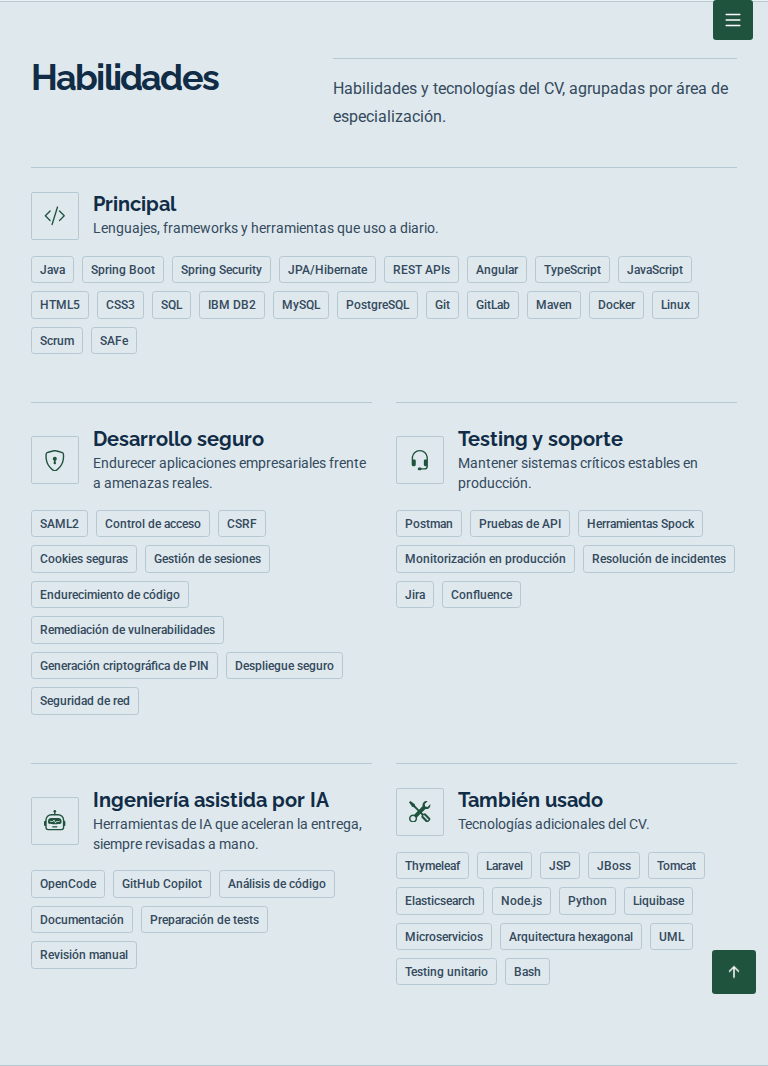 Habilidades
Habilidades y tecnologías del CV, agrupadas por área de
especialización.
Principal
Lenguajes, frameworks y herramientas que uso a diario.
Java Spring Boot Spring Security JPA/Hibernate REST APIs Angular TypeScript JavaScript
HTML5 CSS3 SQL IBM DB2 MySQL PostgreSQL Git GitLab Maven Docker Linux
Scrum SAFe
Desarrollo seguro
Endurecer aplicaciones empresariales frente
a amenazas reales.
SAML2 Control de acceso CSRF
Cookies seguras Gestión de sesiones
Endurecimiento de código
Remediación de vulnerabilidades
Generación criptográfica de PIN Despliegue seguro
Seguridad de red
Testing y soporte
Mantener sistemas críticos estables en
producción.
Postman Pruebas de API Herramientas Spock
Monitorización en producción Resolución de incidentes
Jira Confluence
Ingeniería asistida por IA
Herramientas de IA que aceleran la entrega,
siempre revisadas a mano.
OpenCode GitHub Copilot Análisis de código
Documentación Preparación de tests
Revisión manual
También usado
Tecnologías adicionales del CV.
Thymeleaf Laravel JSP JBoss Tomcat
Elasticsearch Node.js Python Liquibase
Microservicios Arquitectura hexagonal UML
Testing unitario Bash